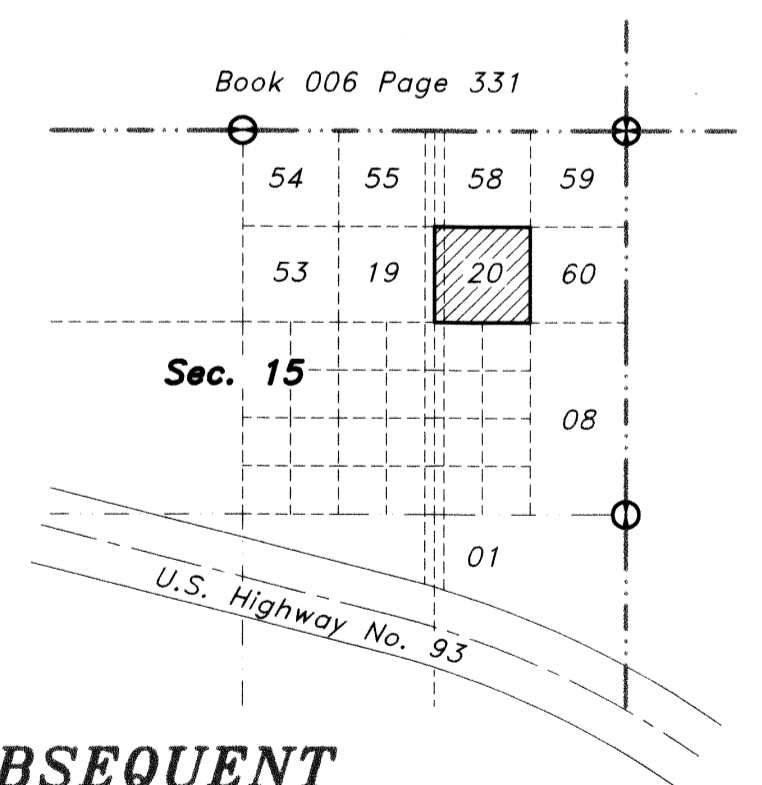 Book 006 Page 331
54 55 58 59
53 19 20 60
Sec. 15
08
01
U.S. Highway No. 93
BSEQUENT